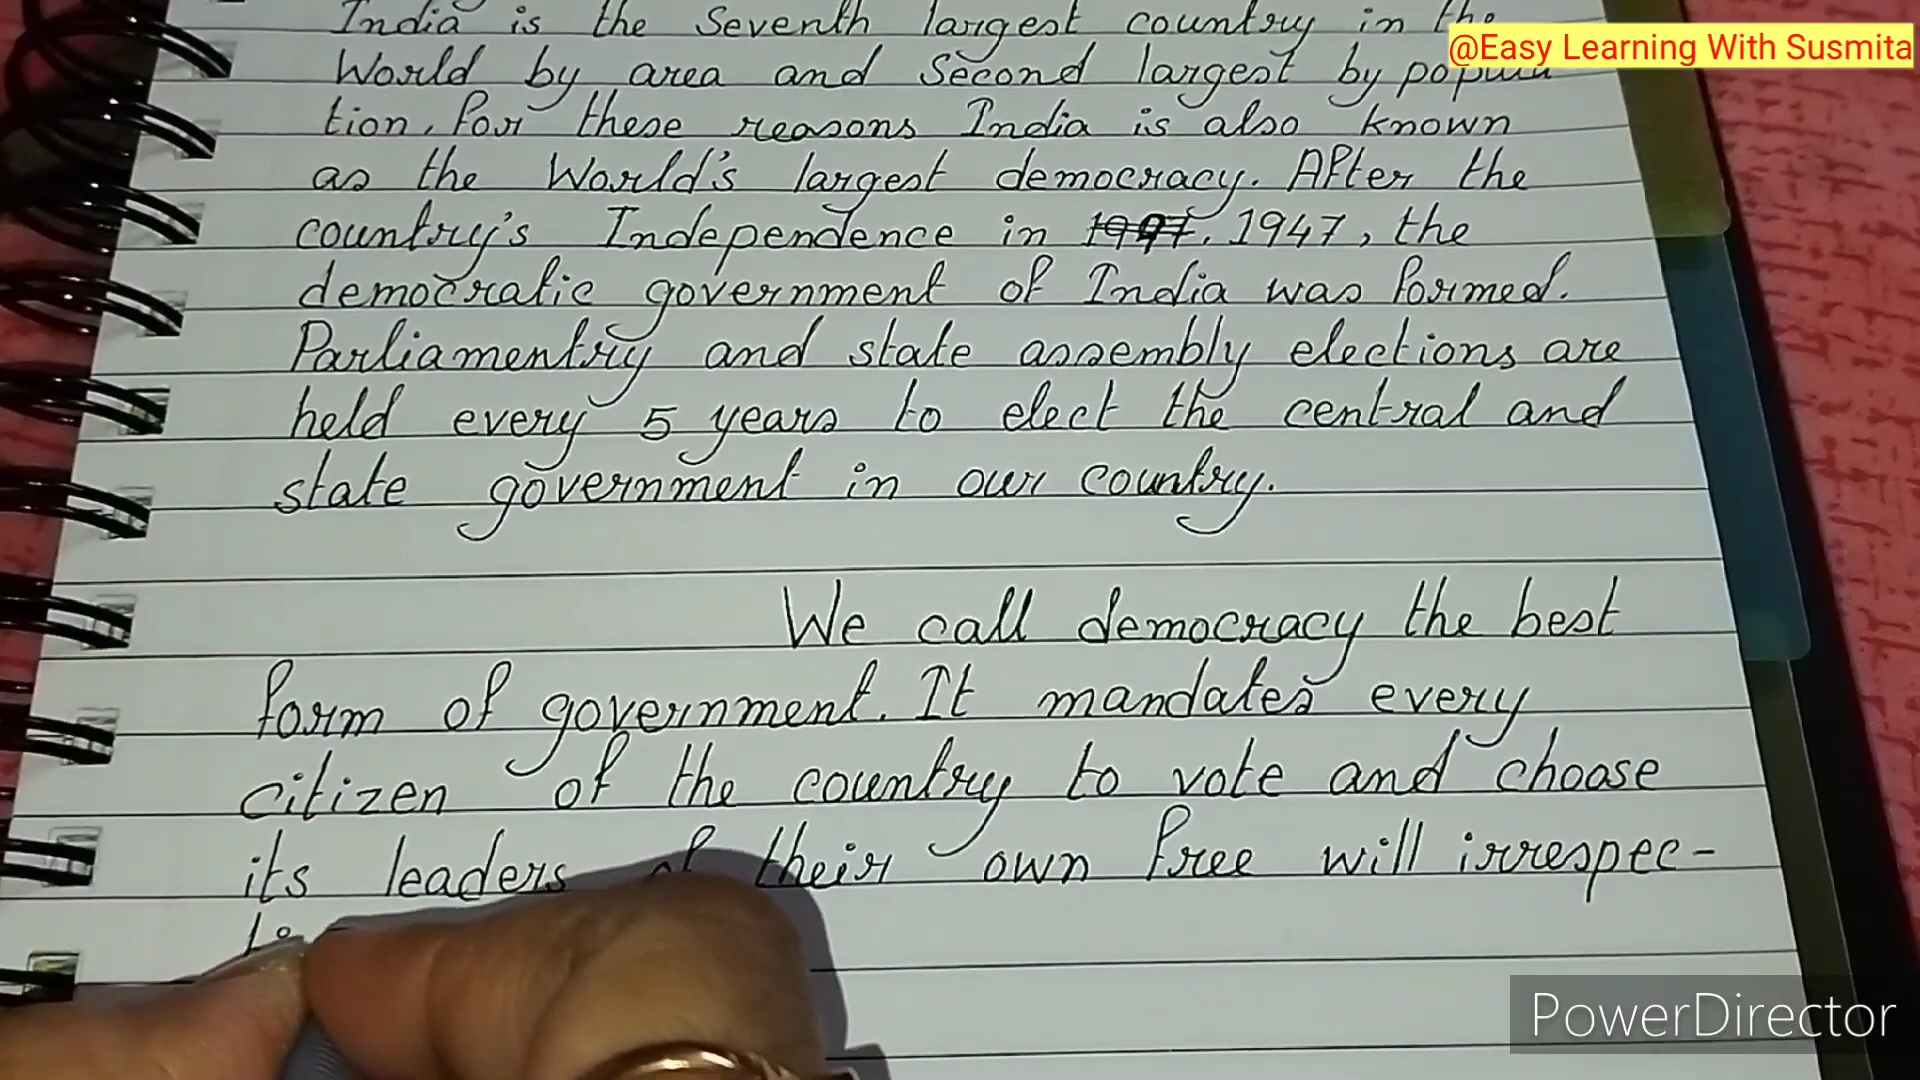 India is the seventh largest country in the
@Easy Learning With Susmita
World by area and Second largest by popula
tion. For these reasons India is also known
as the World's largest democracy. After the
country's Independence in 1947, the
democratic government of India was formed.
Parliamentry and state assembly elections are
held every 5 years to elect the central and
state government in our country.
We call democracy the best
form of government. It mandates every
citizen of the country to vote and choose
its leaders of their own free will irrespec-
PowerDirector